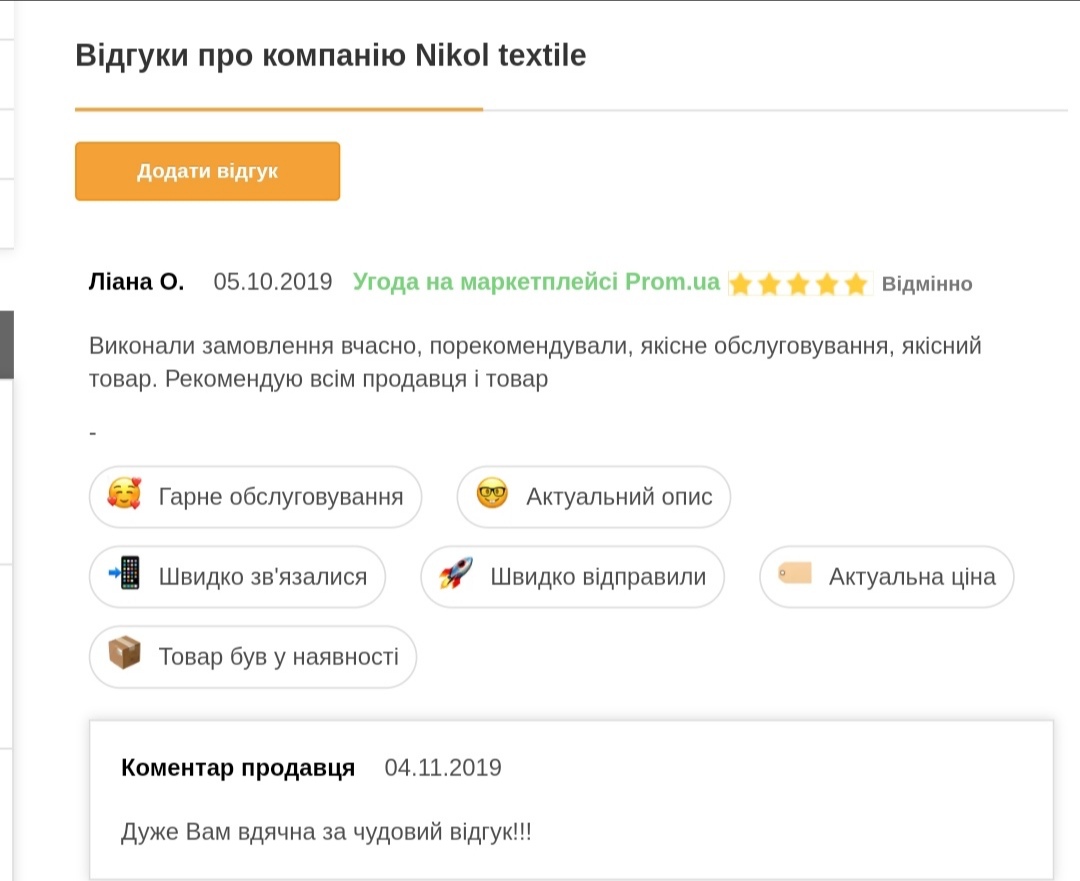 Відгуки про компанію Nikol textile
Додати відгук
Ліана О. 05.10.2019 Угода на маркетплейсі Prom.ua Відмінно
Виконали замовлення вчасно, порекомендували, якісне обслуговування, якісний
товар. Рекомендую всім продавця і товар
-
Гарне обслуговування Актуальний опис
Швидко зв'язалися Швидко відправили Актуальна ціна
Товар був у наявності
Коментар продавця 04.11.2019
Дуже Вам вдячна за чудовий відгук!!!